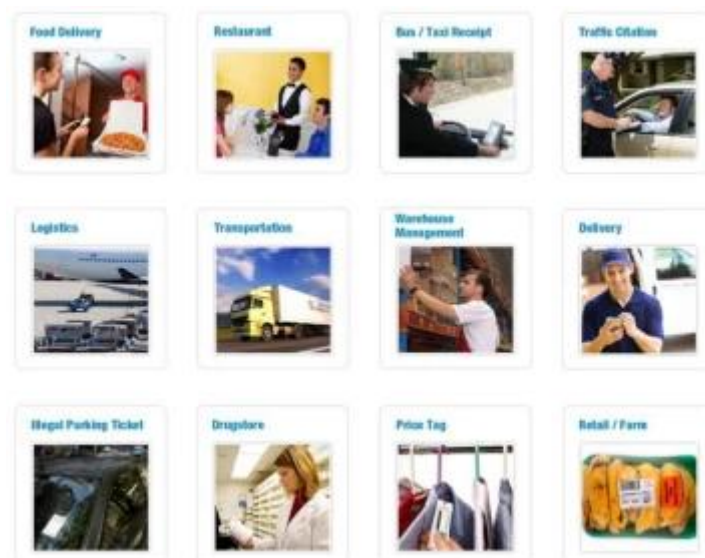 Food Delivery
Restaurant
Bus / Taxi Receipt
Traffic Citation
Logistics
Transportation
Warehouse
Management
Delivery
Illegal Parking Ticket
Drugstore
Price Tag
Retail / Farm